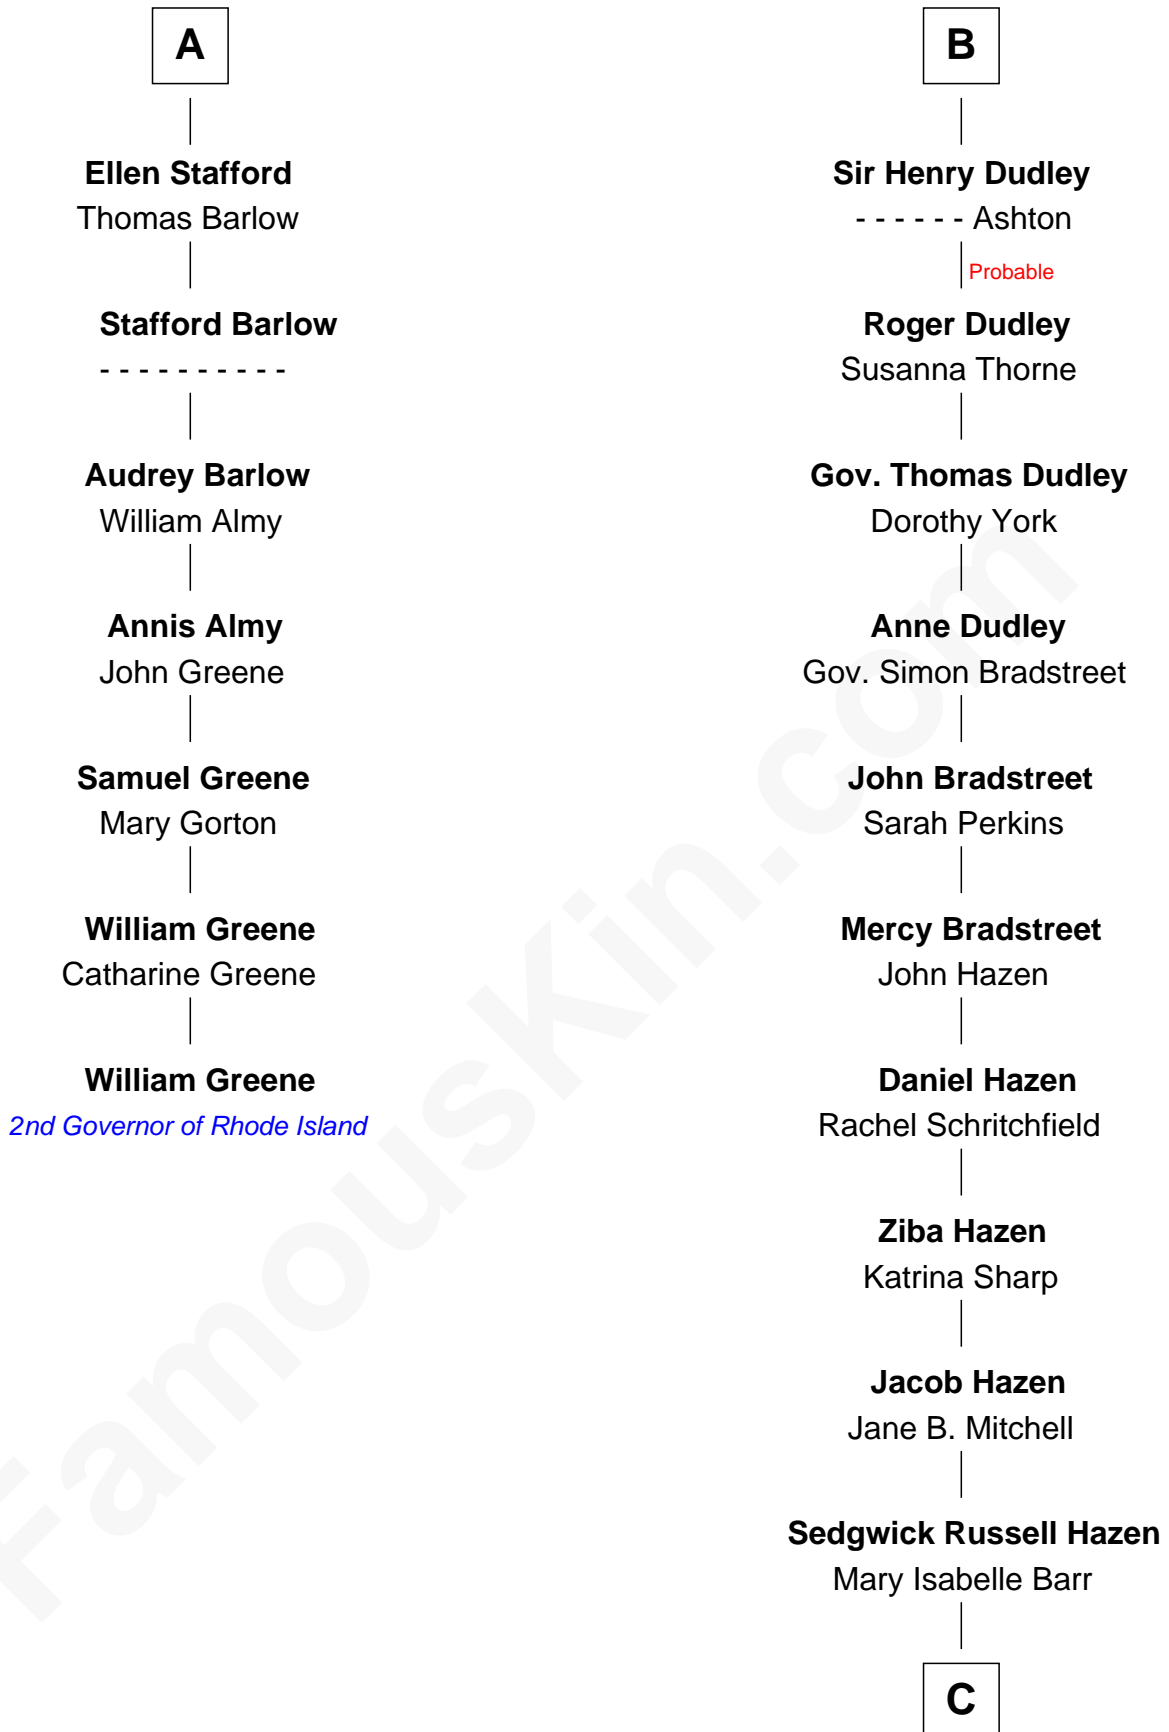 A
Ellen Stafford
Thomas Barlow
Stafford Barlow
- - - - - - - - - -
Audrey Barlow
William Almy
Annis Almy
John Greene
Samuel Greene
Mary Gorton
William Greene
Catharine Greene
William Greene
2nd Governor of Rhode Island
B
Sir Henry Dudley
- - - - - - Ashton
Probable
Roger Dudley
Susanna Thorne
Gov. Thomas Dudley
Dorothy York
Anne Dudley
Gov. Simon Bradstreet
John Bradstreet
Sarah Perkins
Mercy Bradstreet
John Hazen
Daniel Hazen
Rachel Schritchfield
Ziba Hazen
Katrina Sharp
Jacob Hazen
Jane B. Mitchell
Sedgwick Russell Hazen
Mary Isabelle Barr
C
FamousKin.com